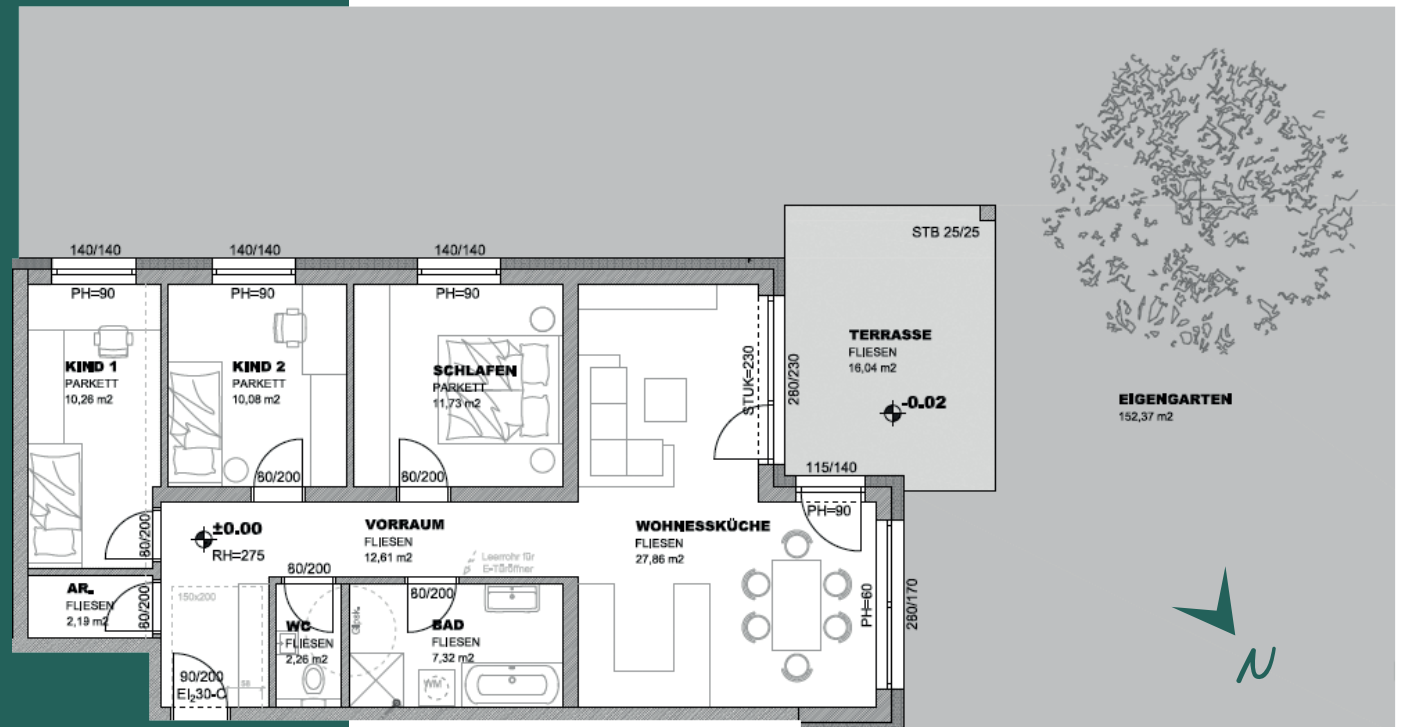 STB 25/25
140/140
140/140
140/140
PH=90
PH=90
PH=90
KIND 1
PARKETT
10,26 m2
KIND 2
PARKETT
10,08 m2
SCHLAFEN
PARKETT
11,73 m2
STUK=230
280/230
TERRASSE
FLIESEN
16,04 m2
-0.02
EIGENGARTEN
152,37 m2
80/200
80/200
115/140
PH=90
80/200
±0.00
RH=275
VORRAUM
FLIESEN
12,61 m2
Leerrohr für
E-Türöffner
WOHNESSKÜCHE
FLIESEN
27,86 m2
80/200
80/200
AR.
FLIESEN
2,19 m2
80/200
150x200
WC
FLIESEN
2,26 m2
Gipsk.
BAD
FLIESEN
7,32 m2
WM
PH=60
280/170
90/200
EI₂30-C
58
N